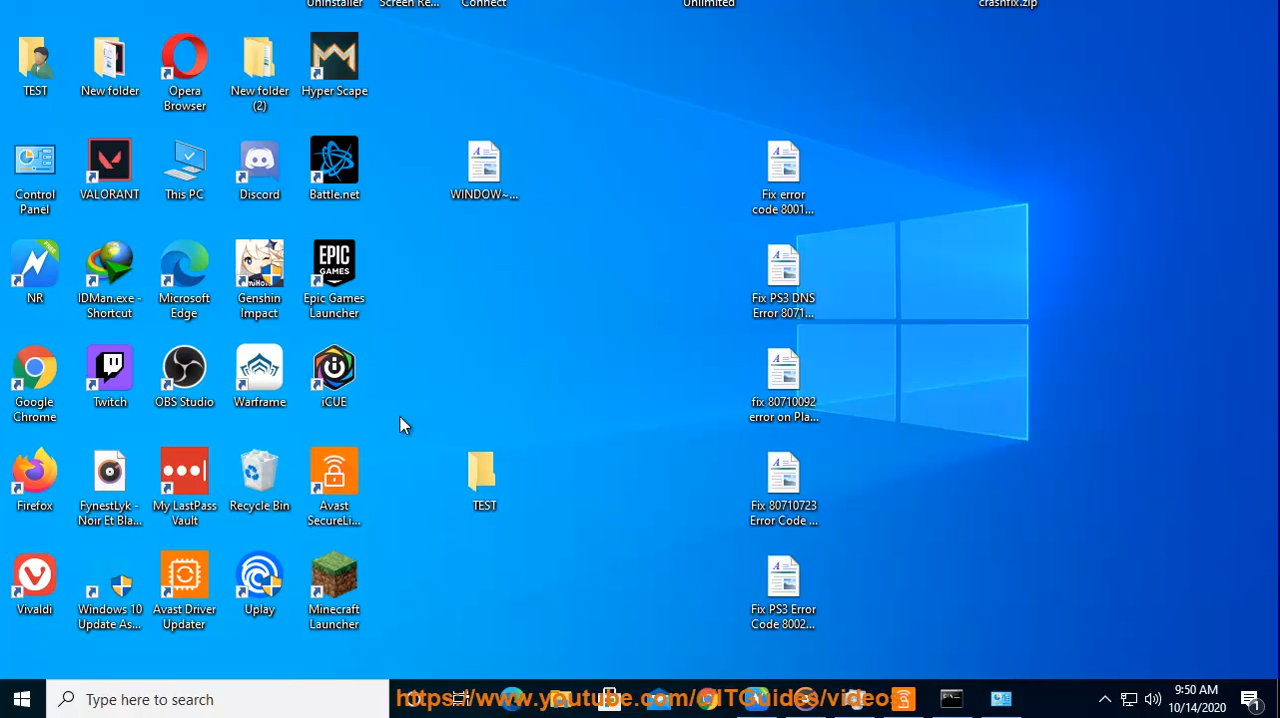 Uninstaller
Screen Re...
Connect
Unlimited
crashfix.zip
TEST
New folder
Opera
Browser
New folder
(2)
Hyper Scape
Control
Panel
VALORANT
This PC
Discord
Battle.net
WINDOW~...
Fix error
code 8001...
FREE
NR
IDMan.exe -
Shortcut
Microsoft
Edge
Genshin
Impact
EPIC
GAMES
Epic Games
Launcher
Fix PS3 DNS
Error 8071...
Google
Chrome
Twitch
OBS Studio
Warframe
iCUE
fix 80710092
error on Pla...
Firefox
FynestLyk -
Noir Et Bla...
My LastPass
Vault
Recycle Bin
Avast
SecureLi...
TEST
Fix 80710723
Error Code ...
Vivaldi
Windows 10
Update As...
Avast Driver
Updater
Uplay
Minecraft
Launcher
Fix PS3 Error
Code 8002...
Type here to search
https://www.youtube.com/@ITGuides/videos
9:50 AM
10/14/2020
1